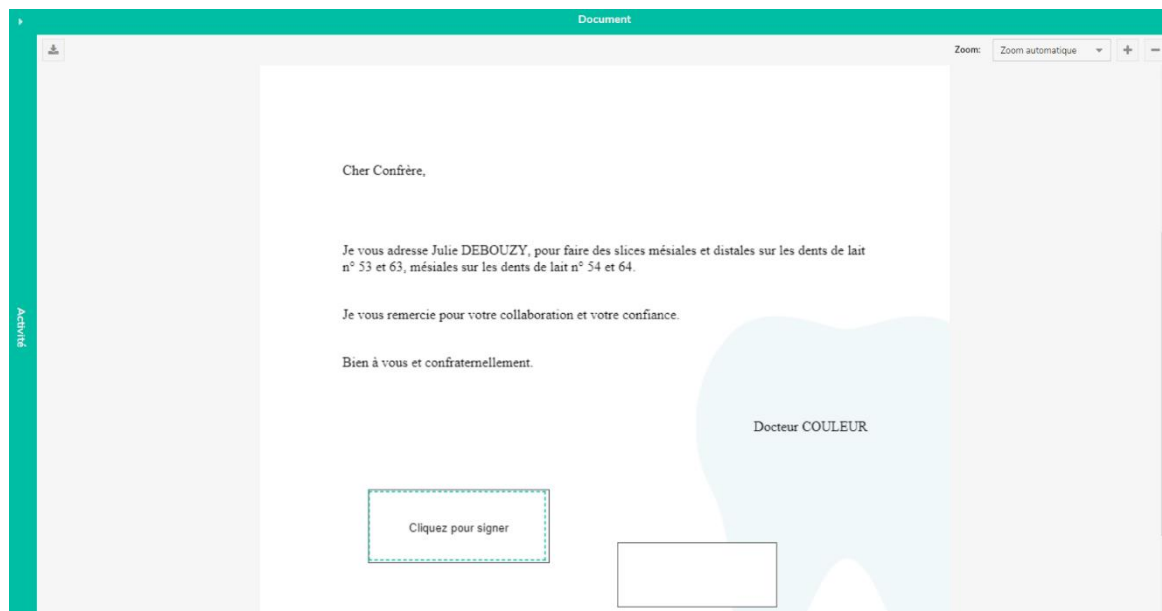 Document
Zoom: Zoom automatique
Cher Confrère,
Je vous adresse Julie DEBOUZY, pour faire des slices mésiales et distales sur les dents de lait
n° 53 et 63, mésiales sur les dents de lait n° 54 et 64.
Je vous remercie pour votre collaboration et votre confiance.
Activité
Bien à vous et confraternellement.
Docteur COULEUR
Cliquez pour signer